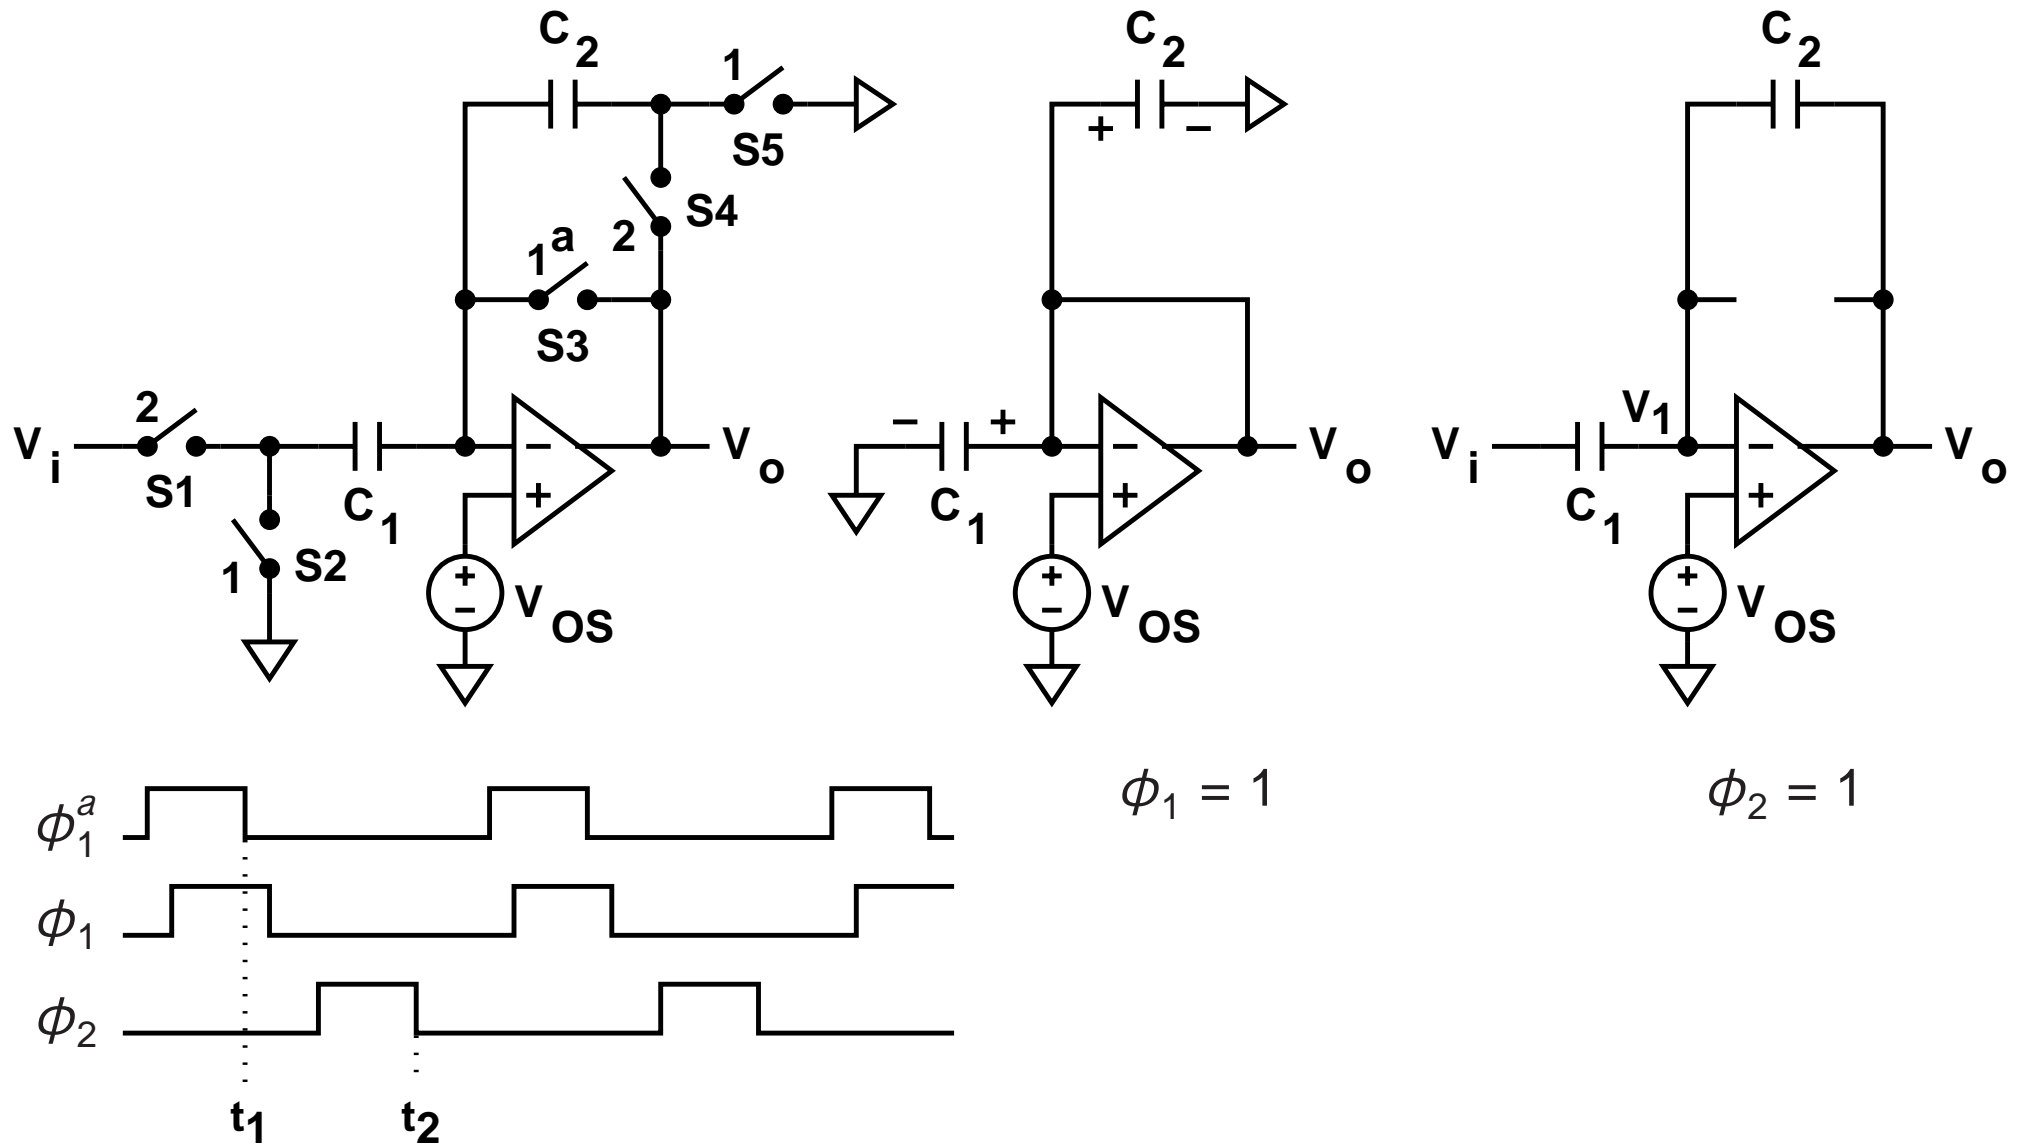 C2 C2 C2
1
S5
+ −
S4
1a 2
S3
2 − + V1
Vi − Vo − Vo Vi − Vo
S1 C1 + C1 + C1 +
S2
1
+ + +
− VOS − VOS − VOS
ϕ1a ϕ1 = 1 ϕ2 = 1
ϕ1
ϕ2
t1 t2